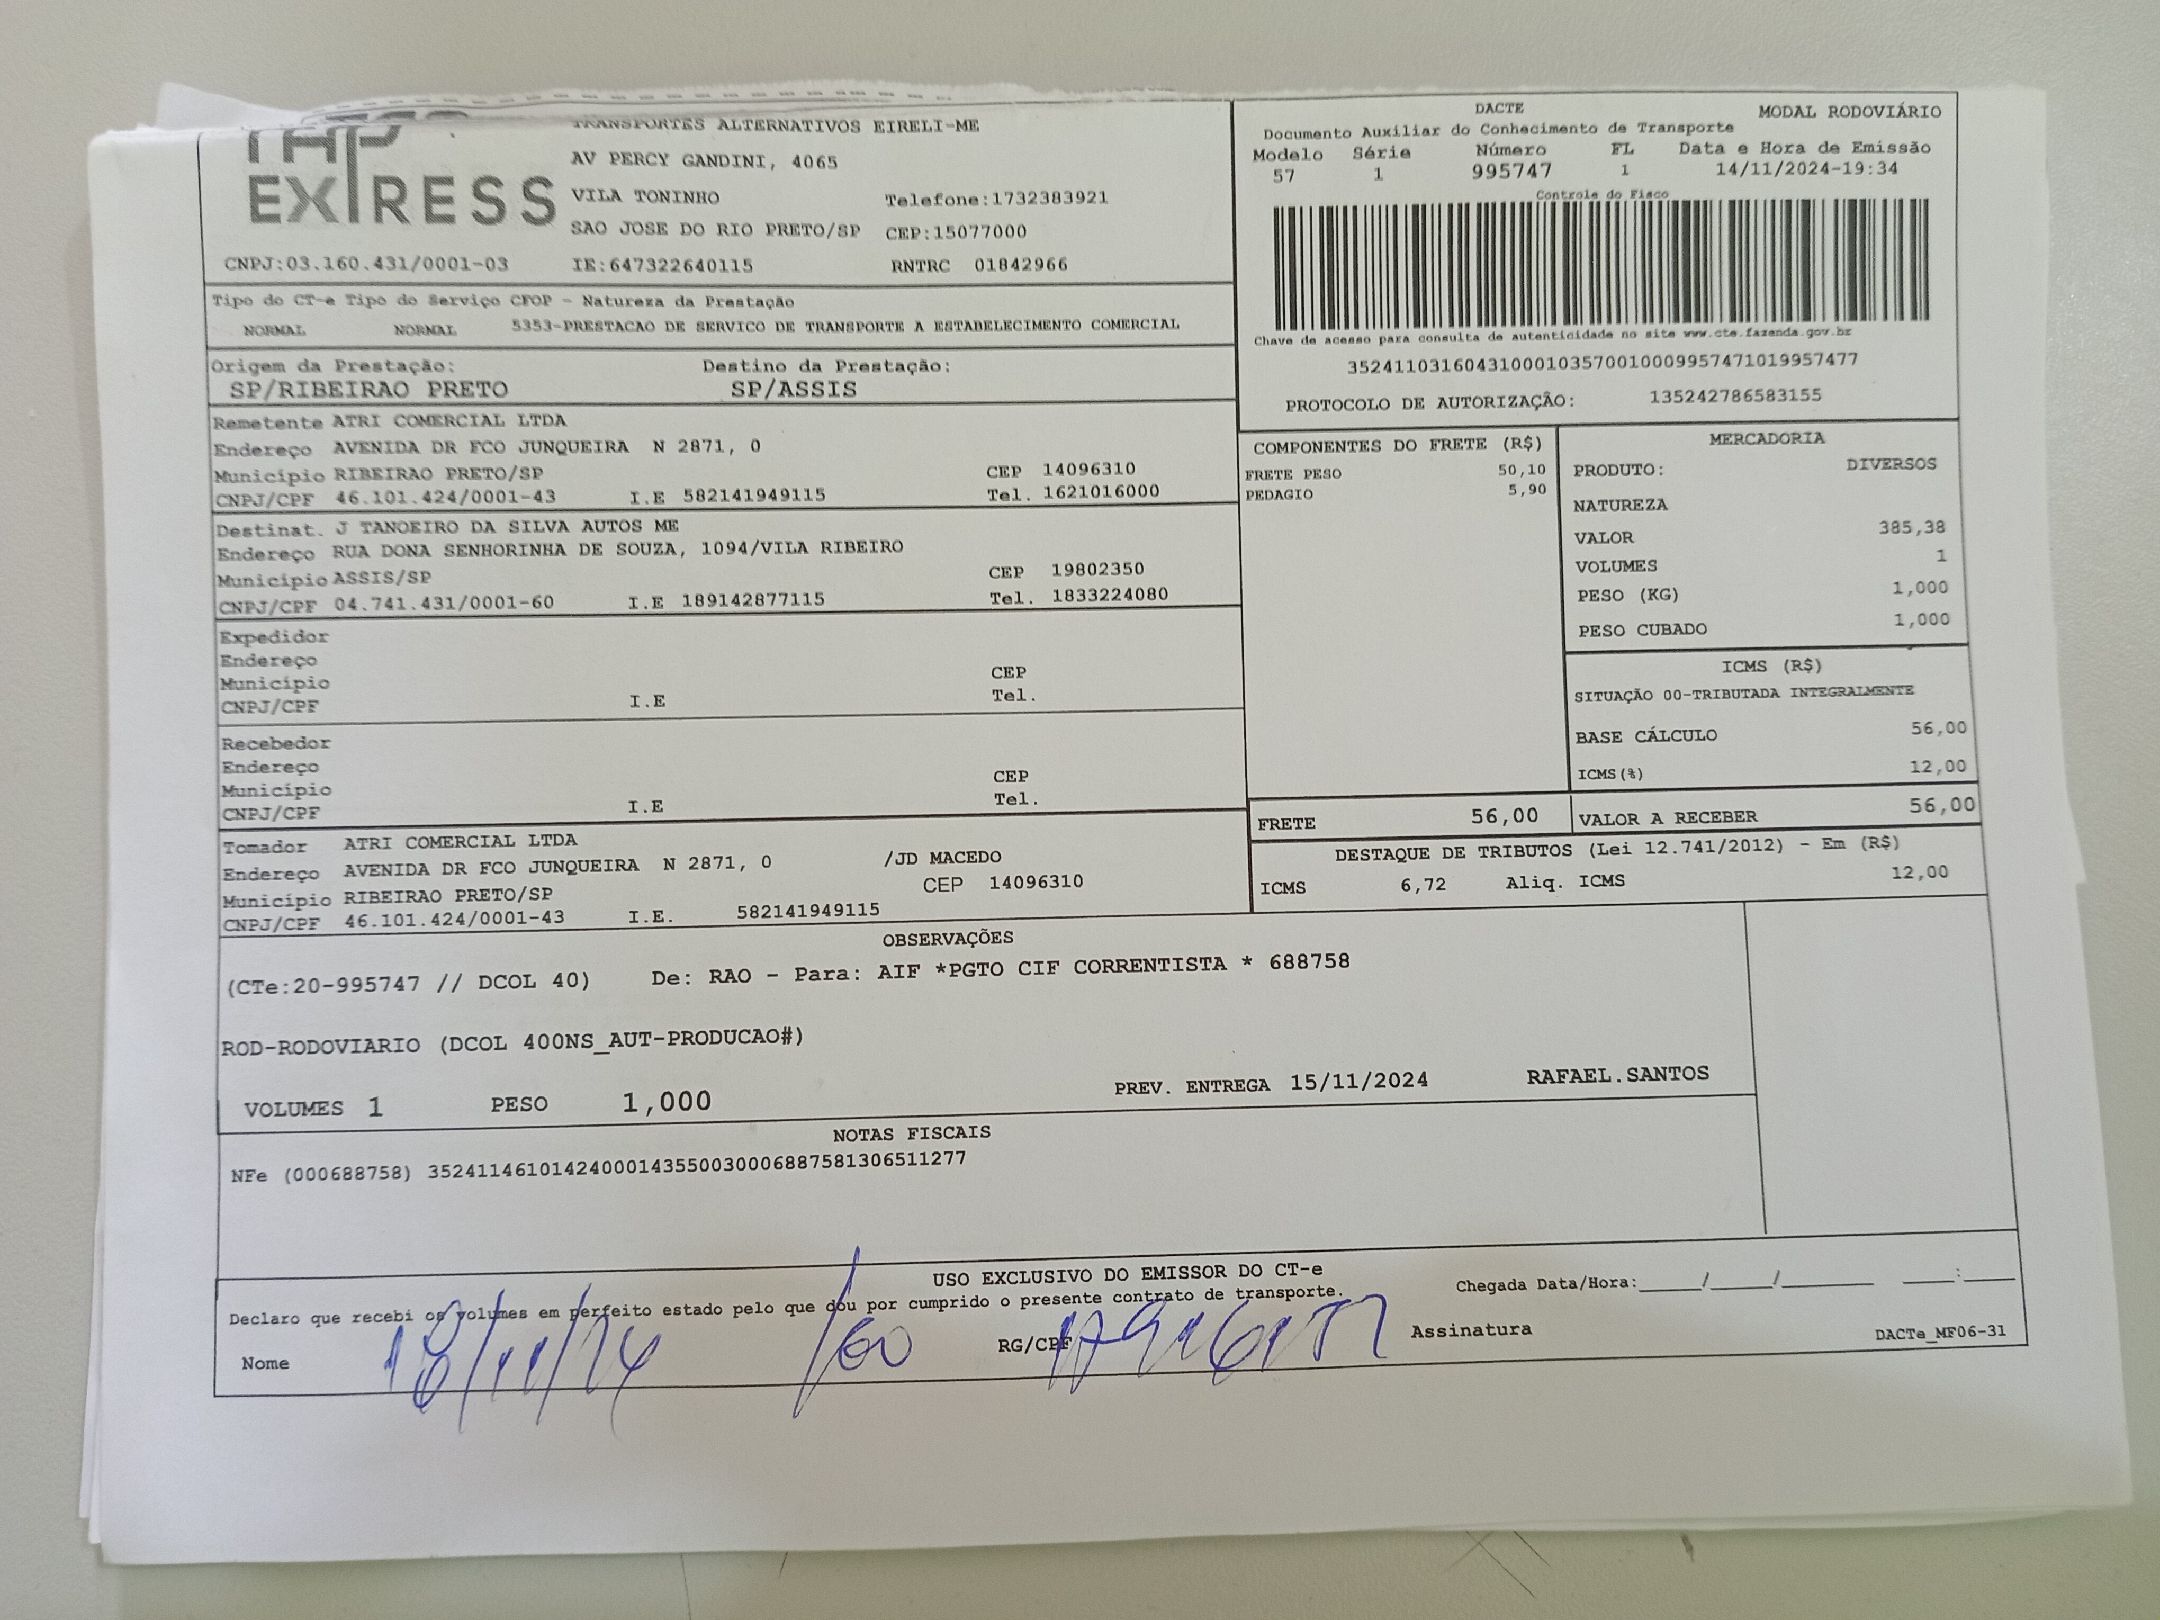 EXPRESS
TRANSPORTES ALTERNATIVOS EIRELI-ME
AV PERCY GANDINI, 4065
VILA TONINHO Telefone:1732383921
SAO JOSE DO RIO PRETO/SP CEP:15077000
CNPJ:03.160.431/0001-03 IE:647322640115 RNTRC 01842966
DACTE MODAL RODOVIÁRIO
Documento Auxiliar do Conhecimento de Transporte
Modelo Série Número FL Data e Hora de Emissão
57 1 995747 1 14/11/2024-19:34
Controle do Fisco
Chave de acesso para consulta de autenticidade no site www.cte.fazenda.gov.br
35241103160431000103570010009957471019957477
PROTOCOLO DE AUTORIZAÇÃO: 135242786583155
Tipo do CT-e Tipo do Serviço CFOP - Natureza da Prestação
NORMAL NORMAL 5353-PRESTACAO DE SERVICO DE TRANSPORTE A ESTABELECIMENTO COMERCIAL
Origem da Prestação: Destino da Prestação:
SP/RIBEIRAO PRETO SP/ASSIS
Remetente ATRI COMERCIAL LTDA
Endereço AVENIDA DR FCO JUNQUEIRA N 2871, 0
Município RIBEIRAO PRETO/SP CEP 14096310
CNPJ/CPF 46.101.424/0001-43 I.E 582141949115 Tel. 1621016000
Destinat. J TANOEIRO DA SILVA AUTOS ME
Endereço RUA DONA SENHORINHA DE SOUZA, 1094/VILA RIBEIRO
Município ASSIS/SP CEP 19802350
CNPJ/CPF 04.741.431/0001-60 I.E 189142877115 Tel. 1833224080
Expedidor
Endereço
Município CEP
CNPJ/CPF I.E Tel.
Recebedor
Endereço
Município CEP
CNPJ/CPF I.E Tel.
Tomador ATRI COMERCIAL LTDA
Endereço AVENIDA DR FCO JUNQUEIRA N 2871, 0 /JD MACEDO
Município RIBEIRAO PRETO/SP CEP 14096310
CNPJ/CPF 46.101.424/0001-43 I.E. 582141949115
COMPONENTES DO FRETE (R$)
FRETE PESO 50,10
PEDAGIO 5,90
MERCADORIA
PRODUTO: DIVERSOS
NATUREZA
VALOR 385,38
VOLUMES 1
PESO (KG) 1,000
PESO CUBADO 1,000
ICMS (R$)
SITUAÇÃO 00-TRIBUTADA INTEGRALMENTE
BASE CÁLCULO 56,00
ICMS(%) 12,00
FRETE 56,00 VALOR A RECEBER 56,00
DESTAQUE DE TRIBUTOS (Lei 12.741/2012) - Em (R$)
ICMS 6,72 Aliq. ICMS 12,00
OBSERVAÇÕES
(CTe:20-995747 // DCOL 40) De: RAO - Para: AIF *PGTO CIF CORRENTISTA * 688758
ROD-RODOVIARIO (DCOL 400NS_AUT-PRODUCAO#)
VOLUMES 1 PESO 1,000 PREV. ENTREGA 15/11/2024 RAFAEL.SANTOS
NOTAS FISCAIS
NFe (000688758) 35241146101424000143550030006887581306511277
USO EXCLUSIVO DO EMISSOR DO CT-e
Declaro que recebi os volumes em perfeito estado pelo que dou por cumprido o presente contrato de transporte. Chegada Data/Hora:____/____/______ ____:____
Nome 18/11/24 RG/CPF Assinatura DACTe_MF06-31